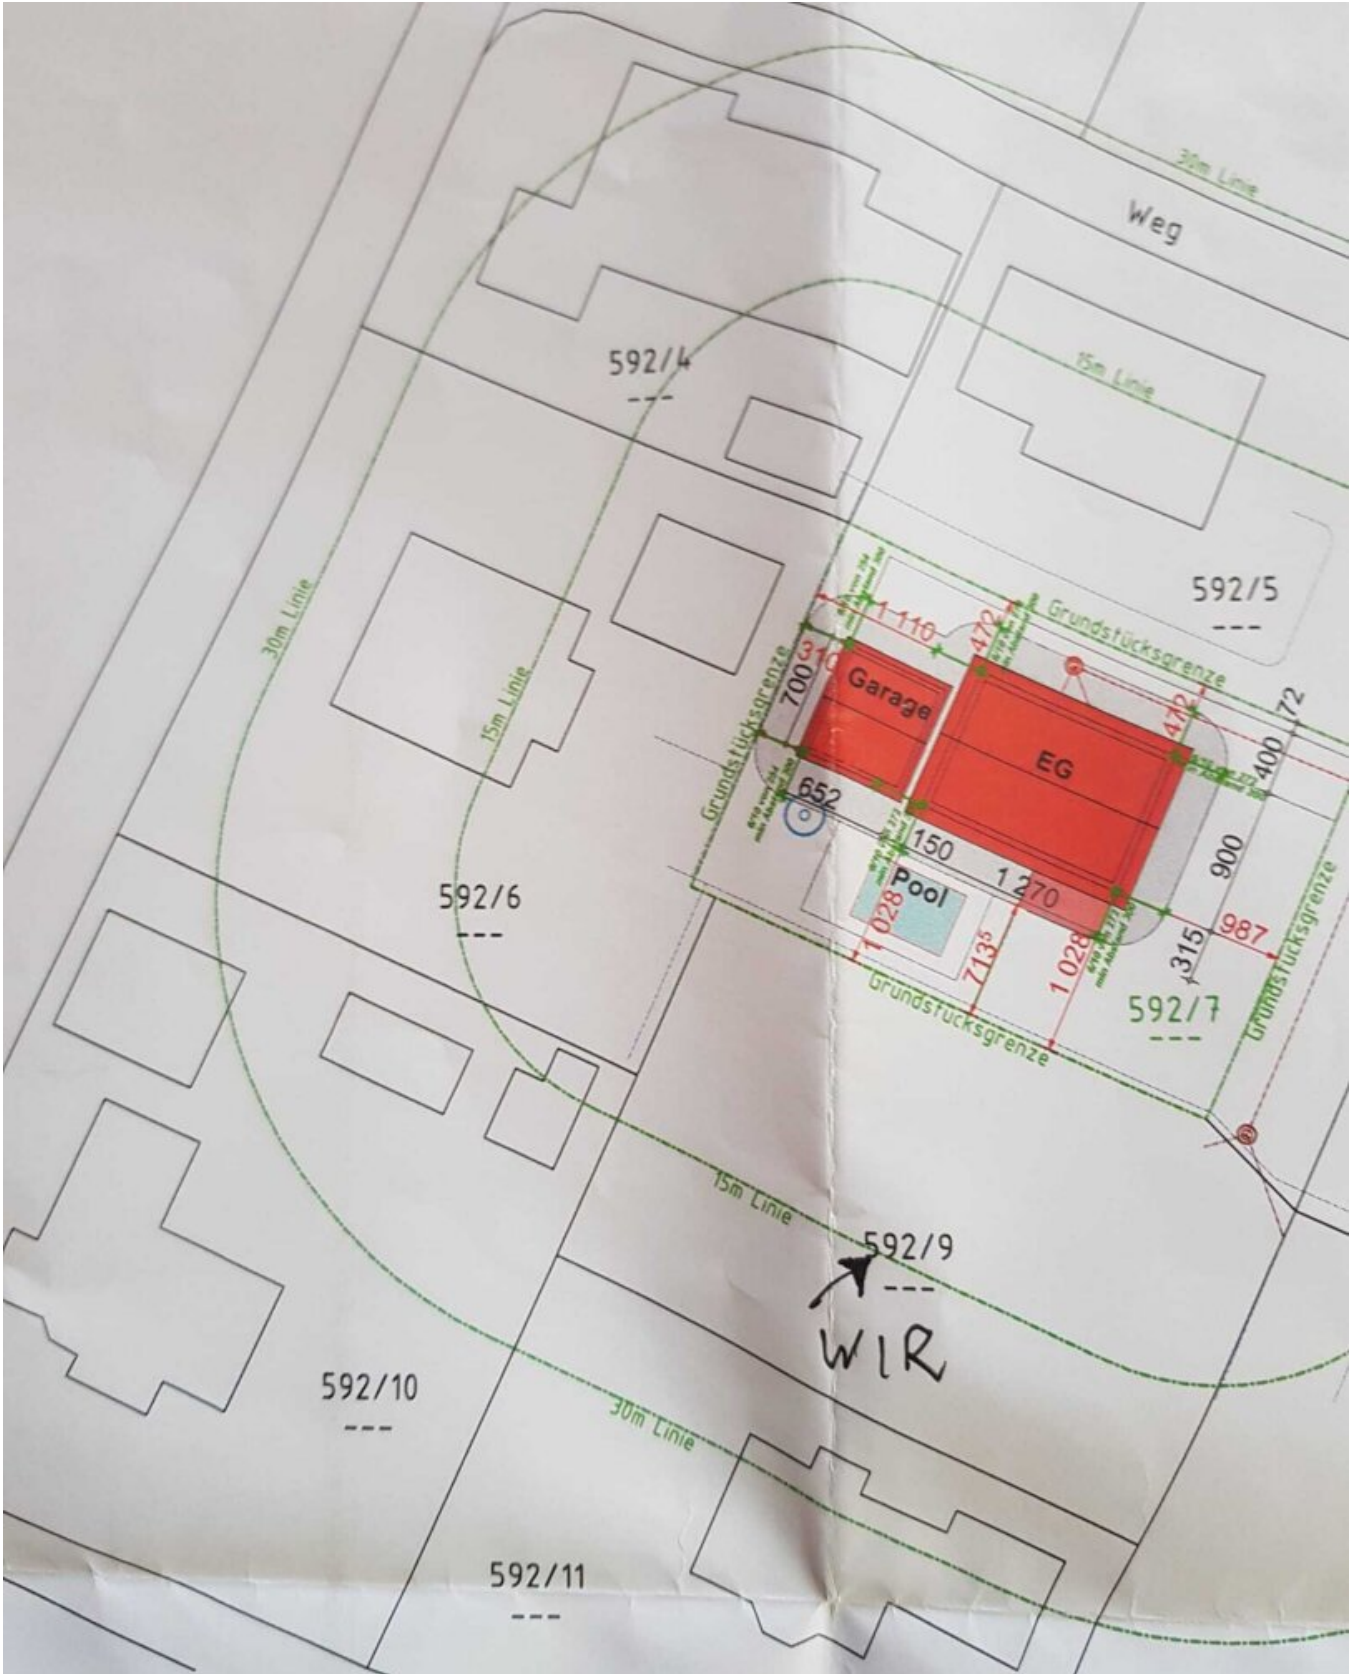 30m Linie
Weg
592/4
---
15m Linie
592/5
---
Grundstücksgrenze
30m Linie
1 110
472
310
700
Garage
472
72
15m Linie
Grundstücksgrenze
EG
400
652
150
900
Pool
1 270
592/6
---
1 028
713⁵
1 028
315
987
Grundstücksgrenze
Grundstücksgrenze
592/7
---
15m Linie
592/9
---
WIR
592/10
---
30m Linie
592/11
---